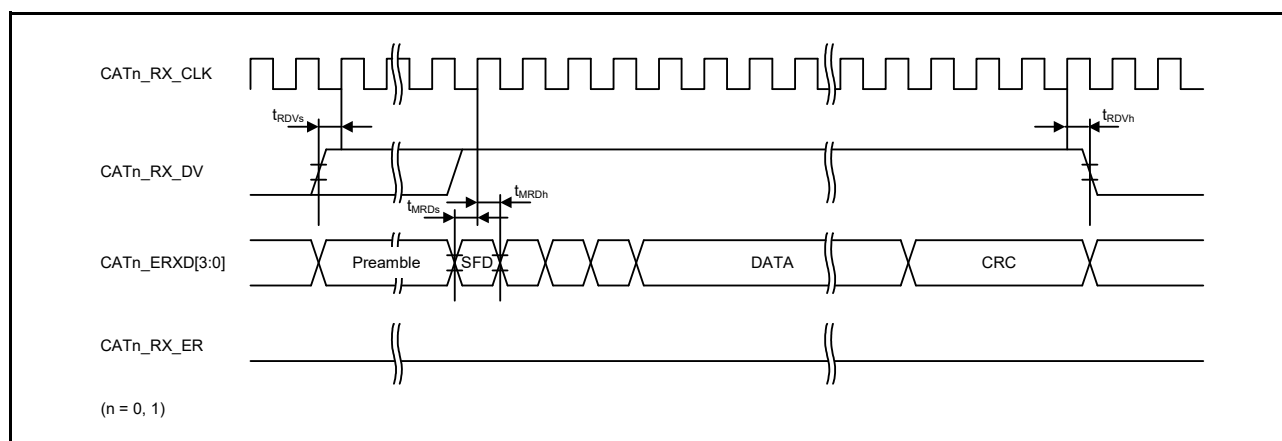 CATn_RX_CLK
tRDVs
tRDVh
CATn_RX_DV
tMRDs
tMRDh
CATn_ERXD[3:0]
Preamble
SFD
DATA
CRC
CATn_RX_ER
(n = 0, 1)